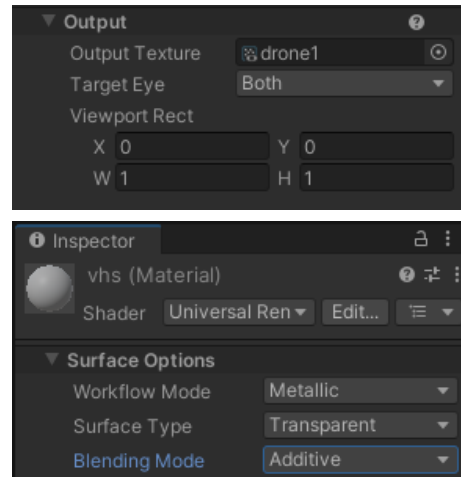 Output
Output Texture drone1
Target Eye Both
Viewport Rect
X 0 Y 0
W 1 H 1
Inspector
vhs (Material)
Shader Universal Ren Edit...
Surface Options
Workflow Mode Metallic
Surface Type Transparent
Blending Mode Additive